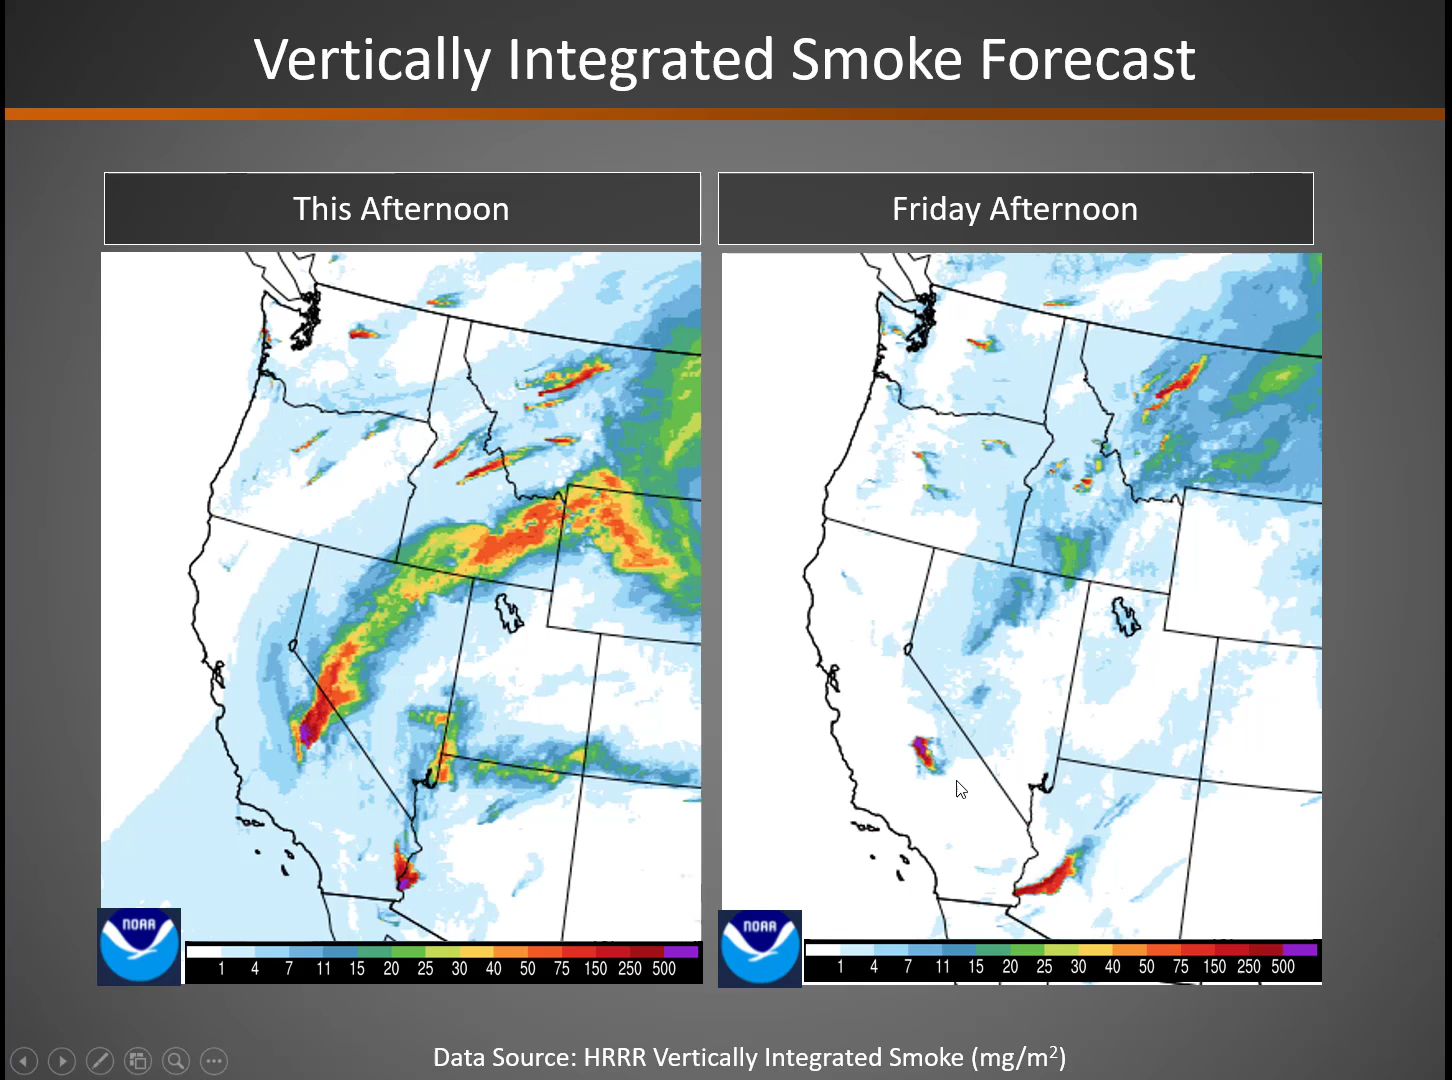 Vertically Integrated Smoke Forecast
This Afternoon
Friday Afternoon
NOAA
1 4 7 11 15 20 25 30 40 50 75 150 250 500
NOAA
1 4 7 11 15 20 25 30 40 50 75 150 250 500
Data Source: HRRR Vertically Integrated Smoke (mg/m²)